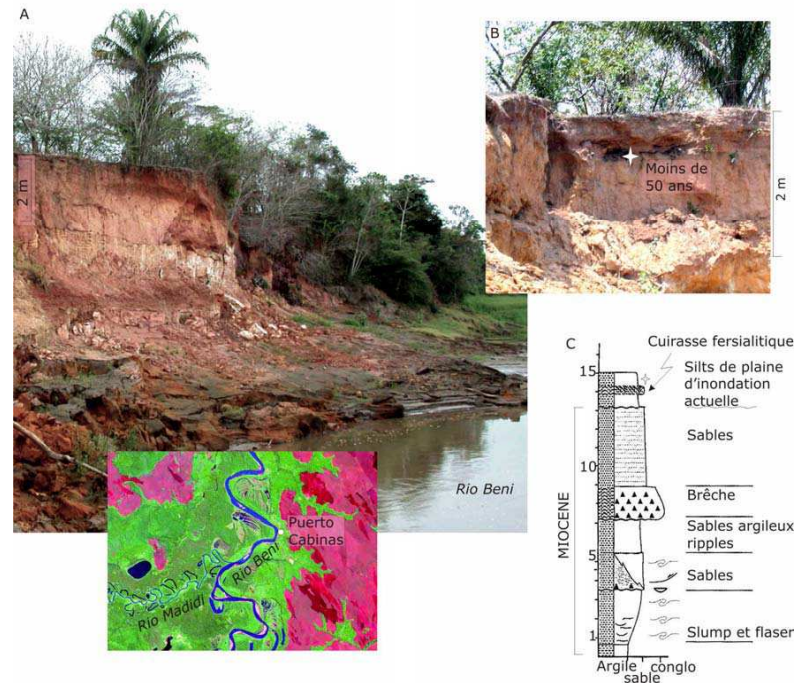 A
2 m
Rio Beni
Puerto
Cabinas
Rio Beni
Rio Madidi
B
Moins de
50 ans
2 m
C
Cuirasse fersialitique
Silts de plaine
d'inondation
actuelle
Sables
Brêche
Sables argileux
ripples
Sables
Slump et flaser
15
10
5
1
MIOCENE
Argile
sable
conglo